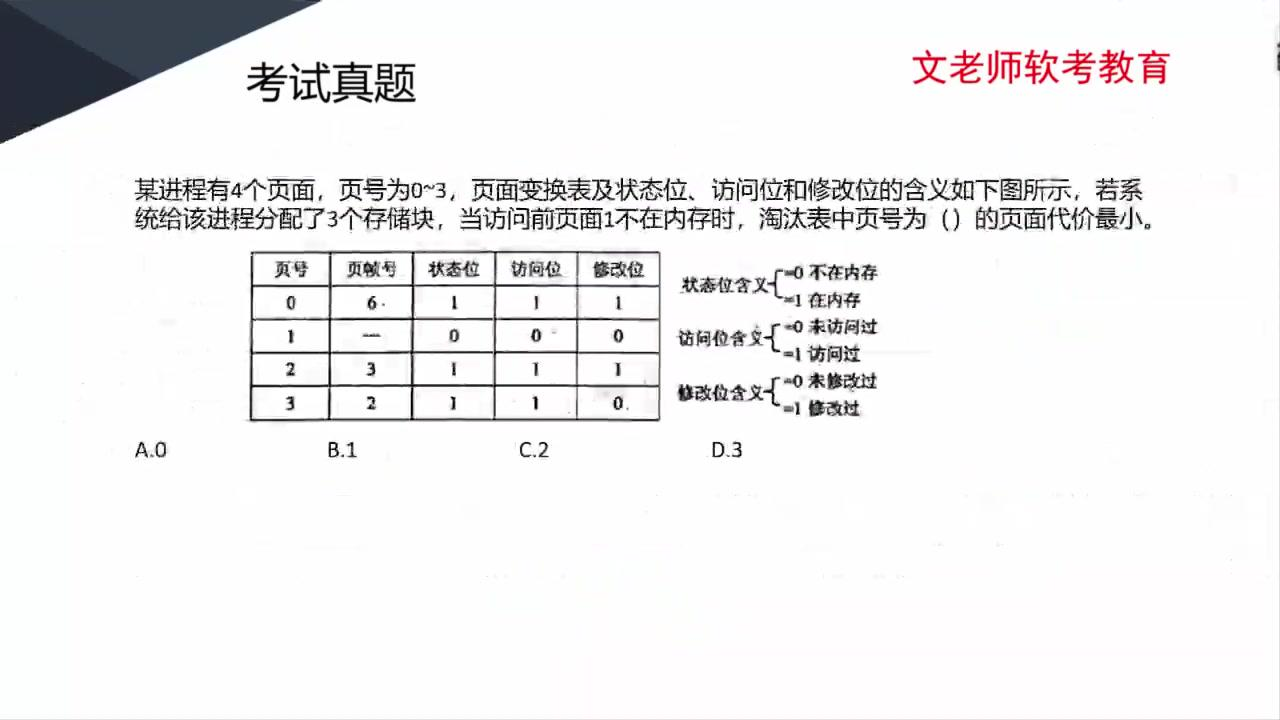 考试真题
文老师软考教育
某进程有4个页面，页号为0~3，页面变换表及状态位、访问位和修改位的含义如下图所示，若系
统给该进程分配了3个存储块，当访问前页面1不在内存时，淘汰表中页号为（）的页面代价最小。
页号 页帧号 状态位 访问位 修改位
0 6 1 1 1
1 — 0 0 0
2 3 1 1 1
3 2 1 1 0
状态位含义 =0 不在内存
=1 在内存
访问位含义 =0 未访问过
=1 访问过
修改位含义 =0 未修改过
=1 修改过
A.0 B.1 C.2 D.3